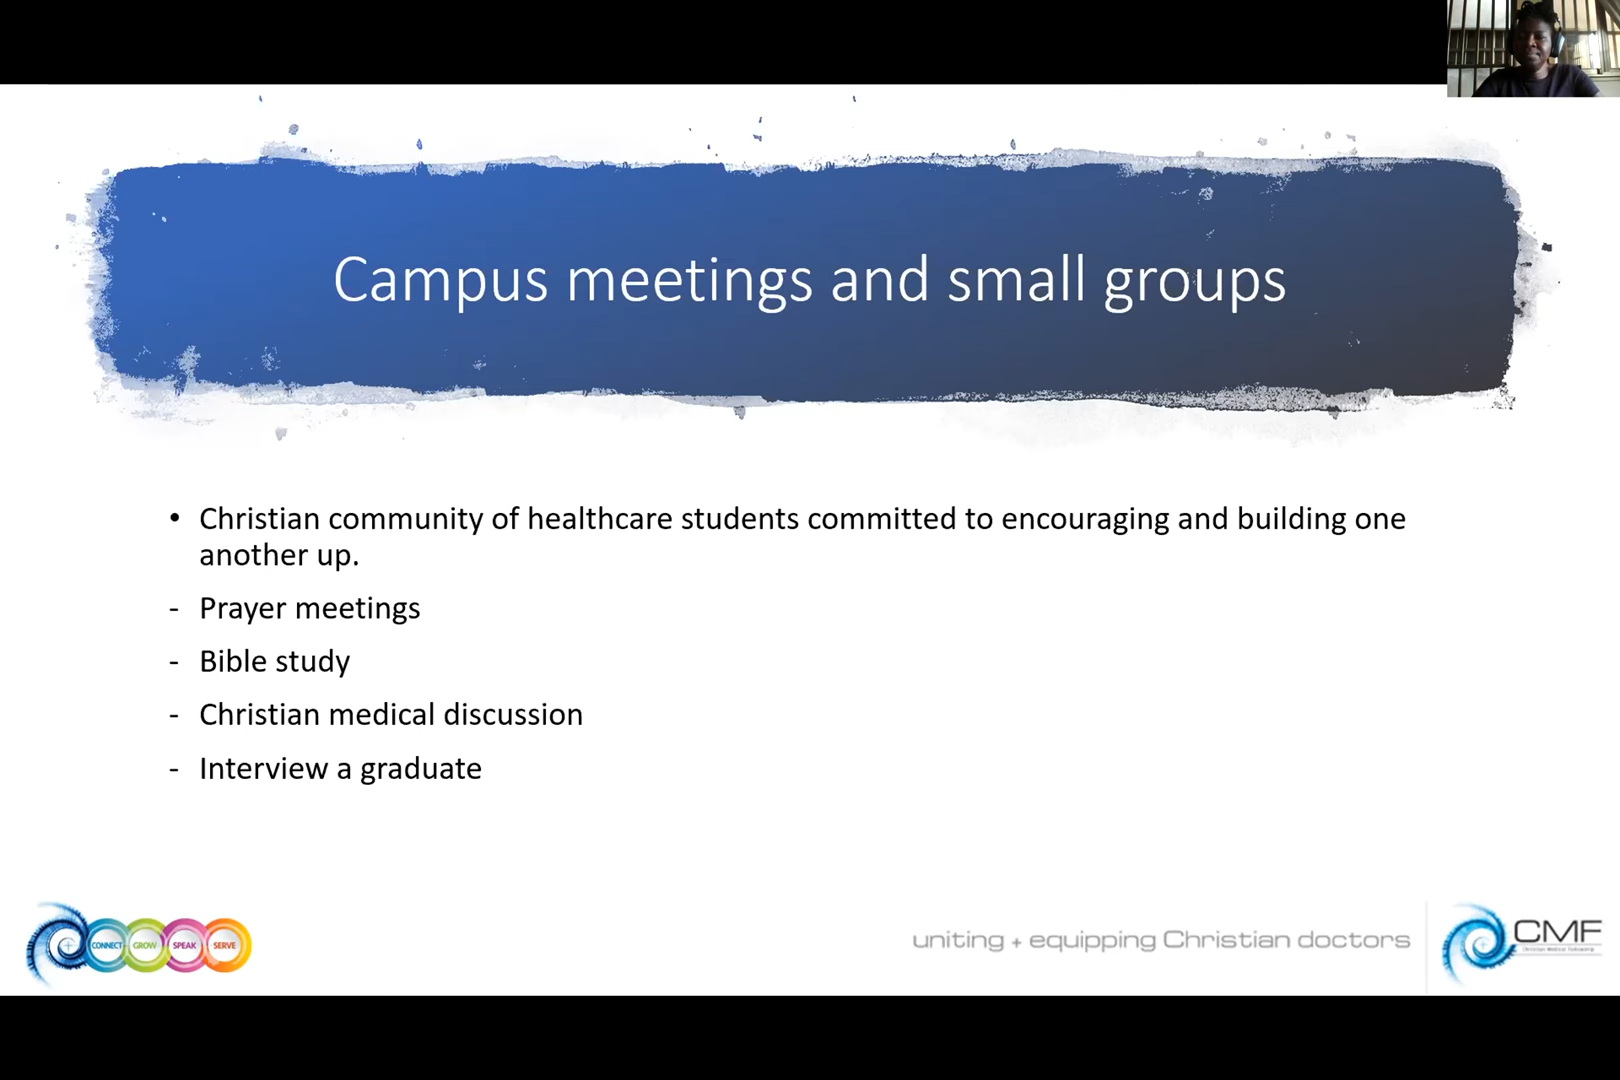 Campus meetings and small groups
• Christian community of healthcare students committed to encouraging and building one
another up.
- Prayer meetings
- Bible study
- Christian medical discussion
- Interview a graduate
CONNECT GROW SPEAK SERVE
uniting + equipping Christian doctors
CMF
Christian Medical Fellowship